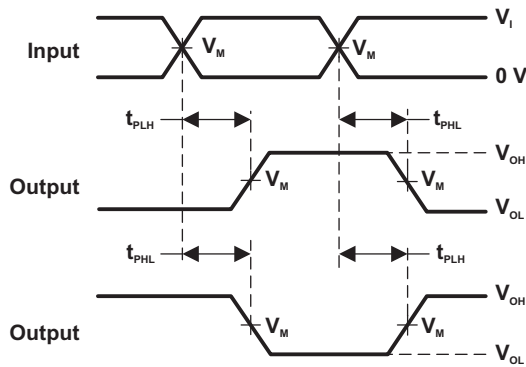 V_I
Input V_M V_M
0 V
t_PLH t_PHL
V_OH
Output V_M V_M
V_OL
t_PHL t_PLH
V_OH
Output V_M V_M
V_OL